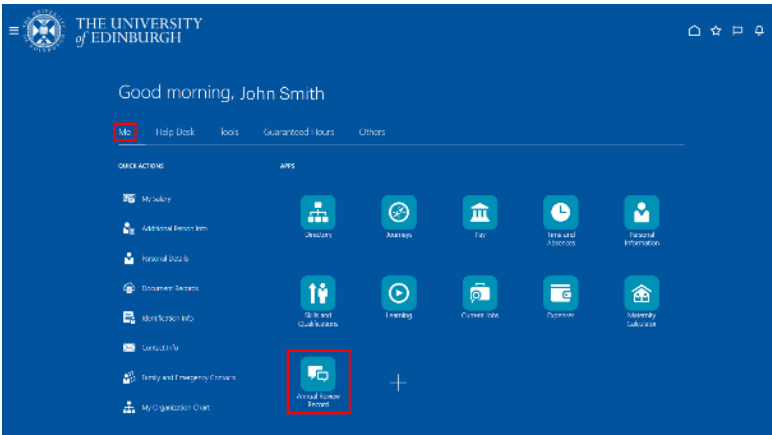 THE UNIVERSITY
of EDINBURGH
Good morning, John Smith
Me Help Desk Tools Guaranteed Hours Others
QUICK ACTIONS
APPS
My Salary
Additional Person Info
Personal Details
Document Records
Identification Info
Contact Info
Family and Emergency Contacts
My Organization Chart
Directory
Journeys
Pay
Time and
Absences
Personal
Information
Skills and
Qualifications
Learning
Current Jobs
Expenses
Maternity
Calculator
Annual Review
Record